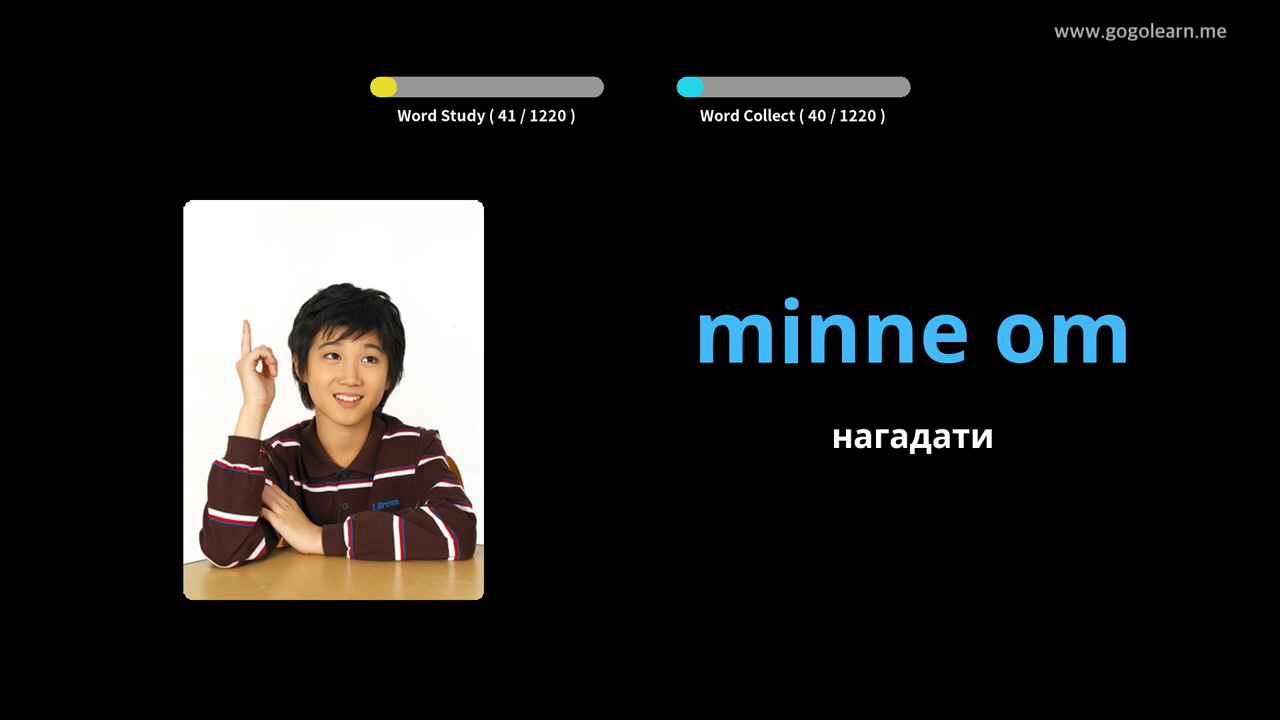 www.gogolearn.me
Word Study ( 41 / 1220 )
Word Collect ( 40 / 1220 )
minne om
нагадати